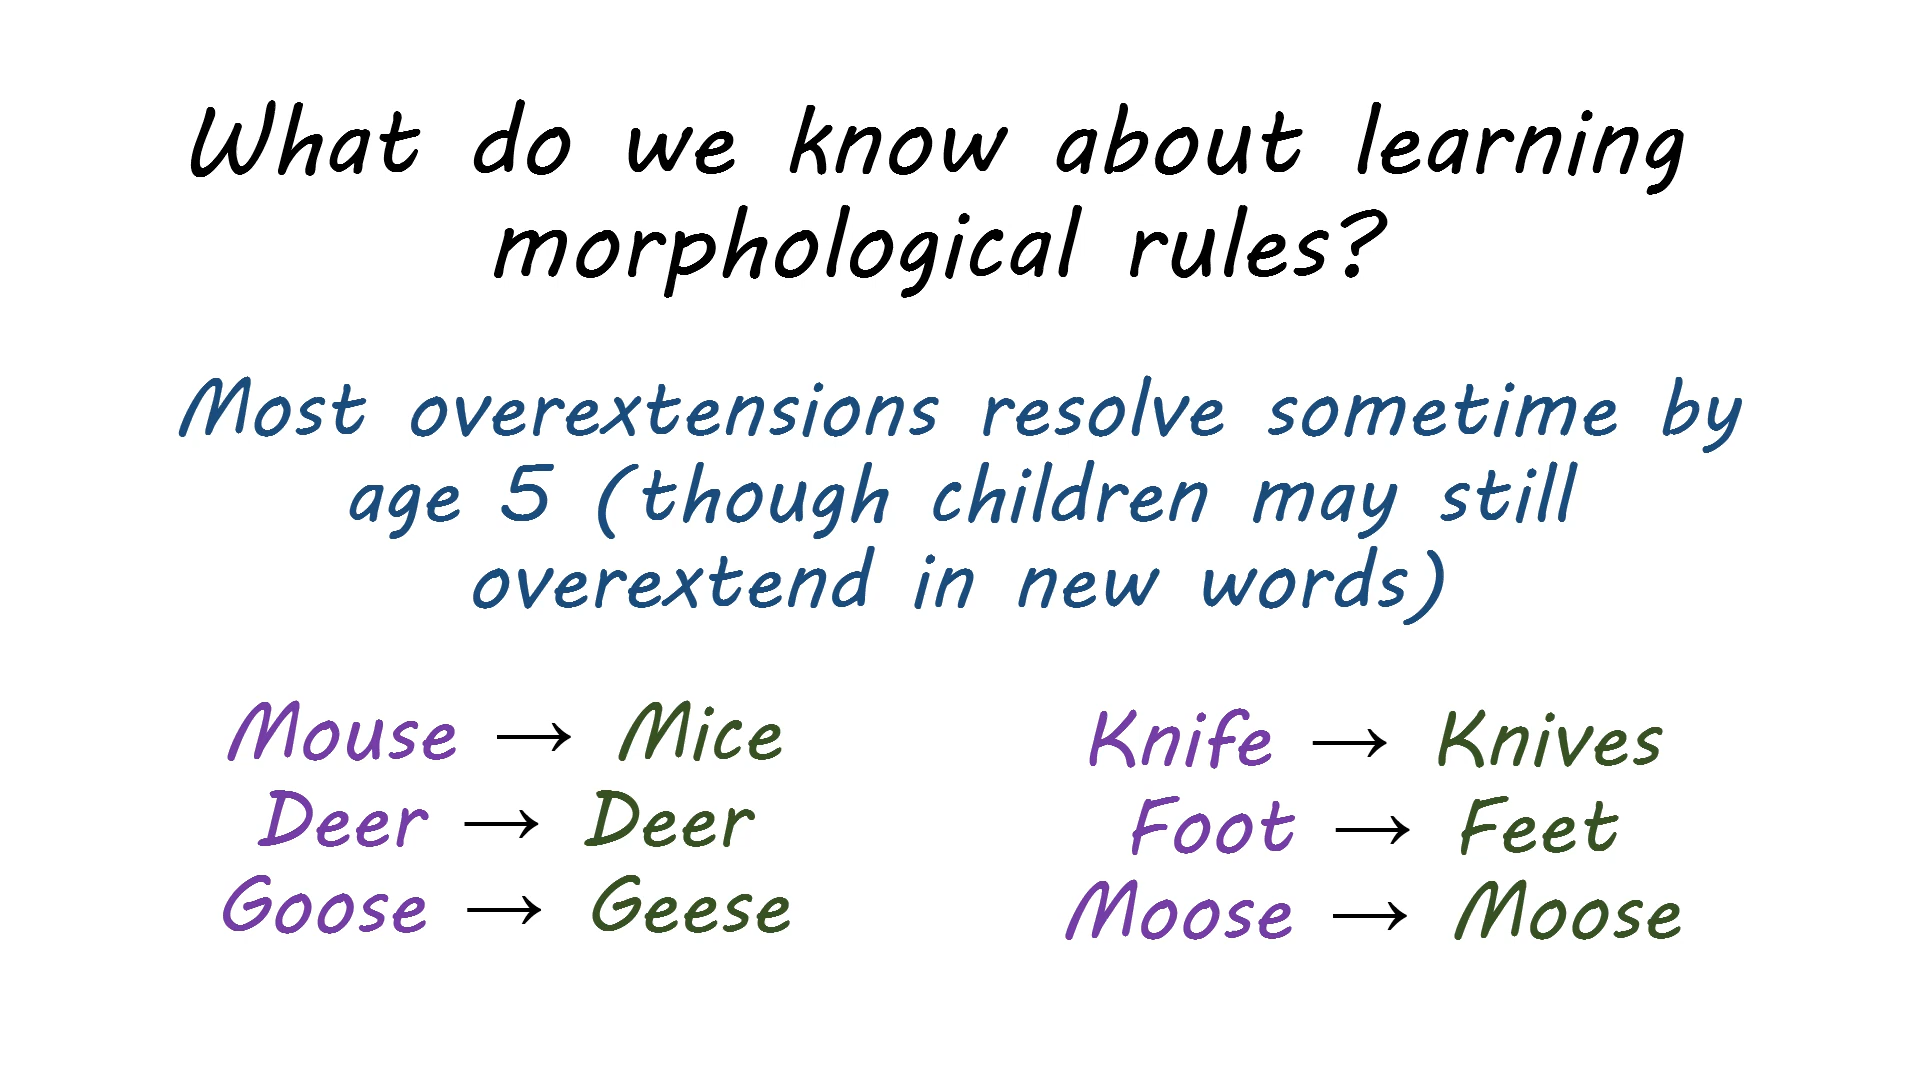 What do we know about learning
morphological rules?
Most overextensions resolve sometime by
age 5 (though children may still
overextend in new words)
Mouse → Mice
Deer → Deer
Goose → Geese
Knife → Knives
Foot → Feet
Moose → Moose